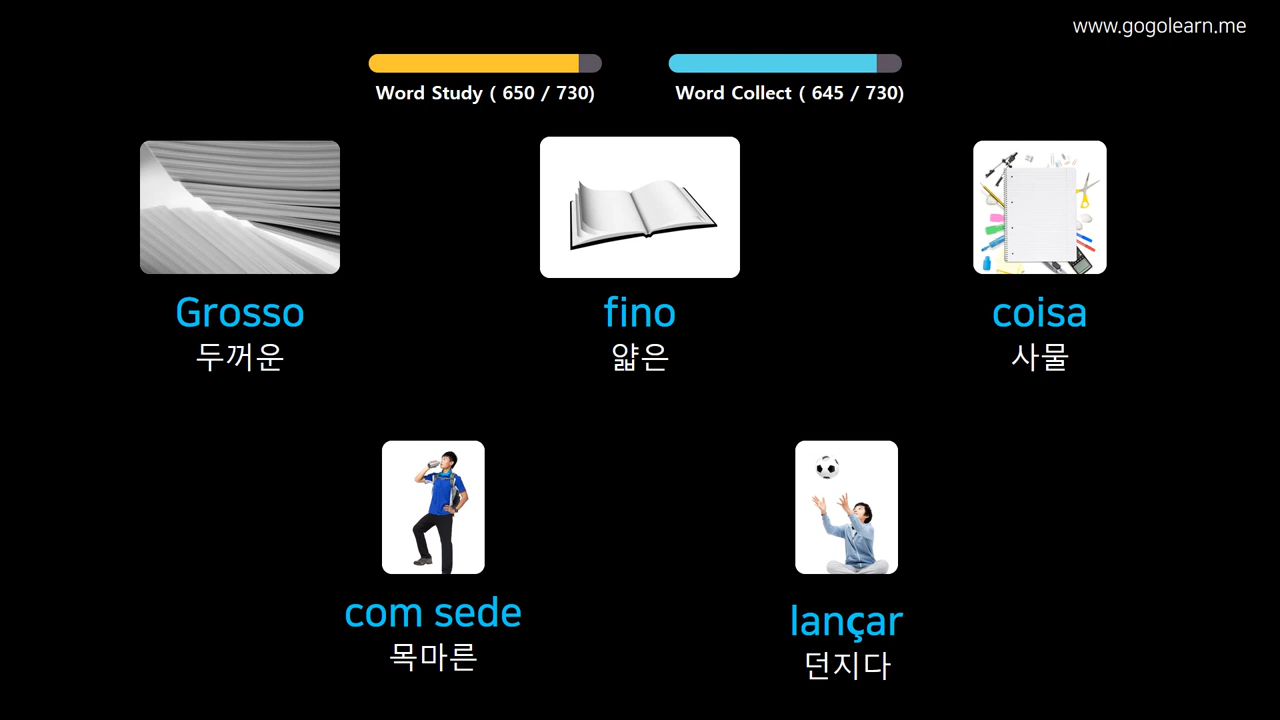 www.gogolearn.me
Word Study ( 650 / 730)
Word Collect ( 645 / 730)
Grosso
두꺼운
fino
얇은
coisa
사물
com sede
목마른
lançar
던지다